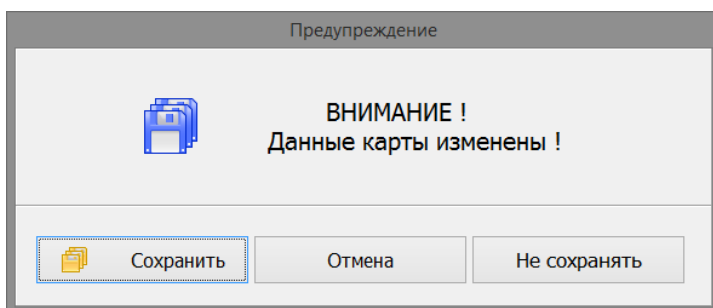 Предупреждение
ВНИМАНИЕ !
Данные карты изменены !
Сохранить
Отмена
Не сохранять